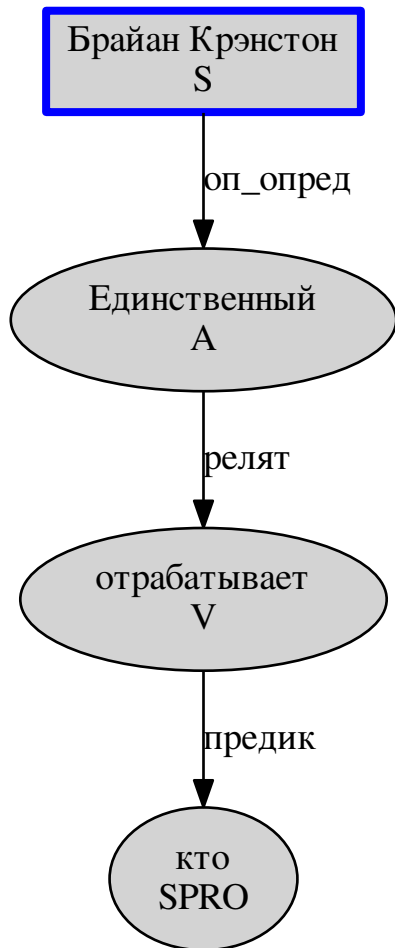 Брайан Крэнстон
S
оп_опред
Единственный
A
релят
отрабатывает
V
предик
кто
SPRO